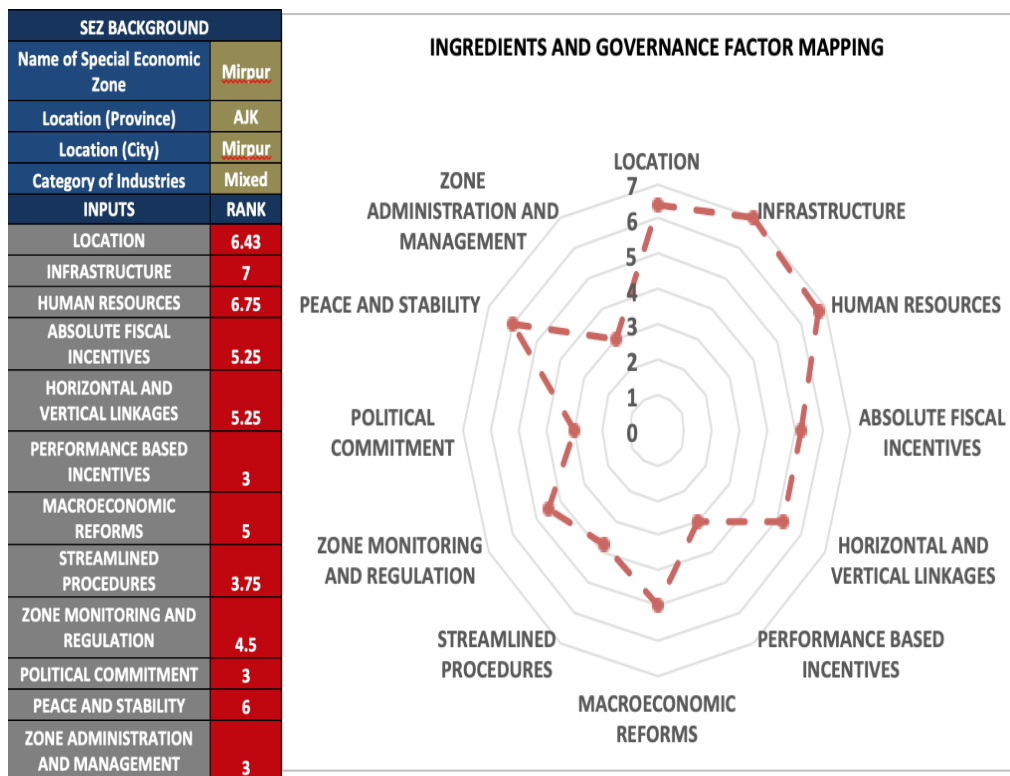 SEZ BACKGROUND
Name of Special Economic
Zone
Mirpur
Location (Province)
AJK
Location (City)
Mirpur
Category of Industries
Mixed
INPUTS
RANK
LOCATION
6.43
INFRASTRUCTURE
7
HUMAN RESOURCES
6.75
ABSOLUTE FISCAL
INCENTIVES
5.25
HORIZONTAL AND
VERTICAL LINKAGES
5.25
PERFORMANCE BASED
INCENTIVES
3
MACROECONOMIC
REFORMS
5
STREAMLINED
PROCEDURES
3.75
ZONE MONITORING AND
REGULATION
4.5
POLITICAL COMMITMENT
3
PEACE AND STABILITY
6
ZONE ADMINISTRATION
AND MANAGEMENT
3
INGREDIENTS AND GOVERNANCE FACTOR MAPPING
LOCATION
INFRASTRUCTURE
HUMAN RESOURCES
ABSOLUTE FISCAL
INCENTIVES
HORIZONTAL AND
VERTICAL LINKAGES
PERFORMANCE BASED
INCENTIVES
MACROECONOMIC
REFORMS
STREAMLINED
PROCEDURES
ZONE MONITORING
AND REGULATION
POLITICAL
COMMITMENT
PEACE AND STABILITY
ZONE
ADMINISTRATION AND
MANAGEMENT
7
6
5
4
3
2
1
0